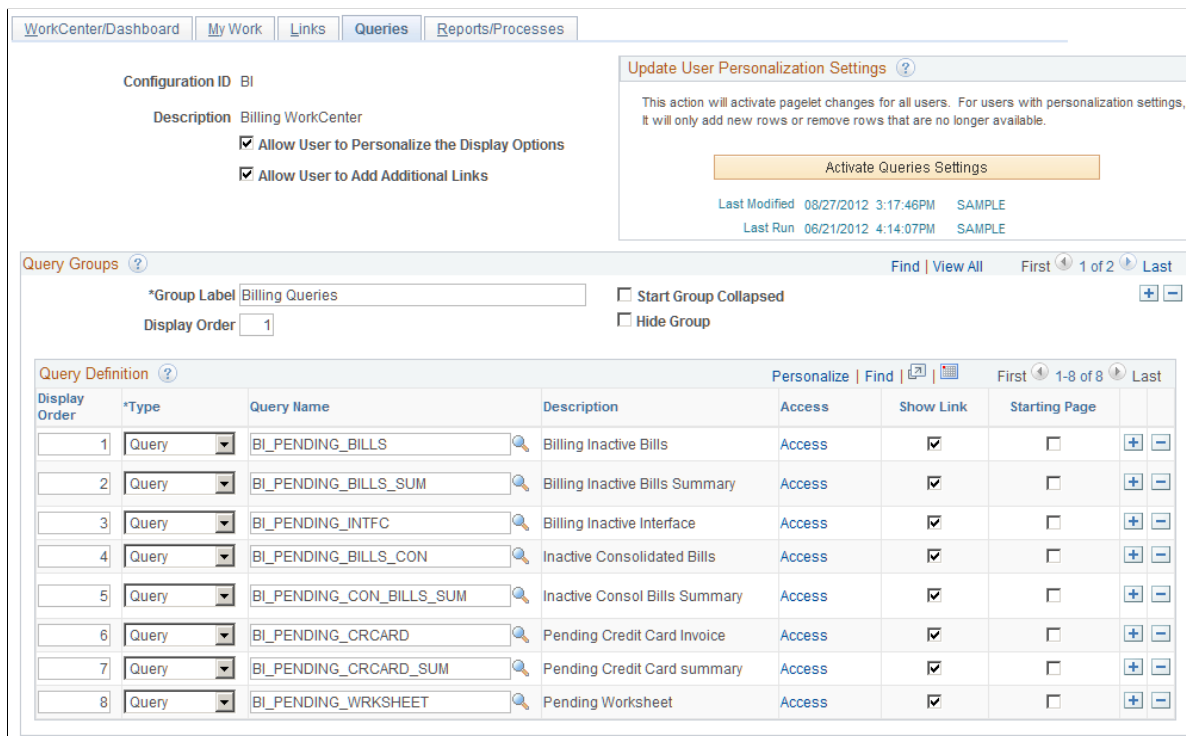 WorkCenter/Dashboard My Work Links Queries Reports/Processes
Configuration ID BI
Description Billing WorkCenter
Allow User to Personalize the Display Options
Allow User to Add Additional Links
Update User Personalization Settings ?
This action will activate pagelet changes for all users. For users with personalization settings,
It will only add new rows or remove rows that are no longer available.
Activate Queries Settings
Last Modified 08/27/2012 3:17:46PM SAMPLE
Last Run 06/21/2012 4:14:07PM SAMPLE
Query Groups ? Find | View All First 1 of 2 Last
*Group Label Billing Queries Start Group Collapsed + -
Display Order 1 Hide Group
Query Definition ? Personalize | Find | | First 1-8 of 8 Last
Display Order *Type Query Name Description Access Show Link Starting Page
1 Query BI_PENDING_BILLS Billing Inactive Bills Access + -
2 Query BI_PENDING_BILLS_SUM Billing Inactive Bills Summary Access + -
3 Query BI_PENDING_INTFC Billing Inactive Interface Access + -
4 Query BI_PENDING_BILLS_CON Inactive Consolidated Bills Access + -
5 Query BI_PENDING_CON_BILLS_SUM Inactive Consol Bills Summary Access + -
6 Query BI_PENDING_CRCARD Pending Credit Card Invoice Access + -
7 Query BI_PENDING_CRCARD_SUM Pending Credit Card summary Access + -
8 Query BI_PENDING_WRKSHEET Pending Worksheet Access + -